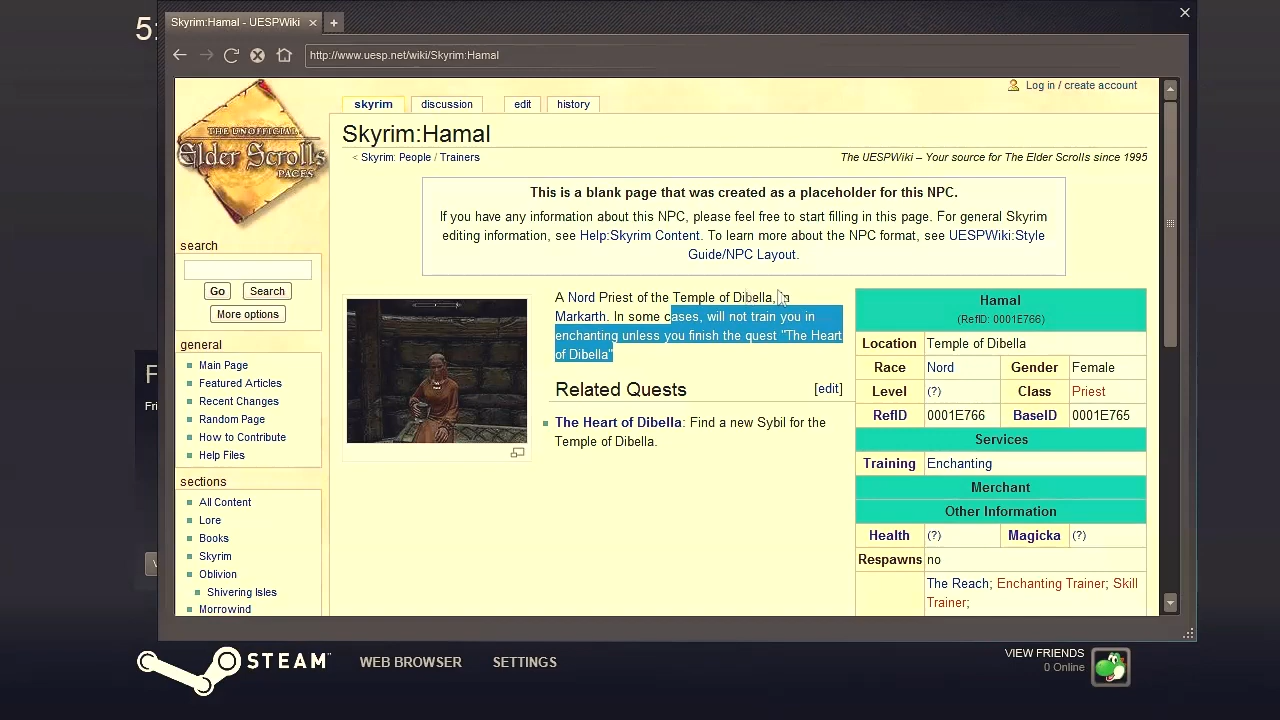 5:
Skyrim:Hamal - UESPWiki
http://www.uesp.net/wiki/Skyrim:Hamal
Log in / create account
skyrim discussion edit history
THE UNOFFICIAL
Elder Scrolls
PAGES
Skyrim:Hamal
< Skyrim: People / Trainers
The UESPWiki – Your source for The Elder Scrolls since 1995
This is a blank page that was created as a placeholder for this NPC.
If you have any information about this NPC, please feel free to start filling in this page. For general Skyrim
editing information, see Help:Skyrim Content. To learn more about the NPC format, see UESPWiki:Style
Guide/NPC Layout.
search
Go Search
More options
general
Main Page
Featured Articles
Recent Changes
Random Page
How to Contribute
Help Files
sections
All Content
Lore
Books
Skyrim
Oblivion
Shivering Isles
Morrowind
A Nord Priest of the Temple of Dibella,
Markarth. In some cases, will not train you in
enchanting unless you finish the quest "The Heart
of Dibella"
Related Quests [edit]
The Heart of Dibella: Find a new Sybil for the
Temple of Dibella.
Hamal
(RefID: 0001E766)
Location Temple of Dibella
Race Nord Gender Female
Level (?) Class Priest
RefID 0001E766 BaseID 0001E765
Services
Training Enchanting
Merchant
Other Information
Health (?) Magicka (?)
Respawns no
The Reach; Enchanting Trainer; Skill
Trainer;
F
Fri
STEAM
WEB BROWSER
SETTINGS
VIEW FRIENDS
0 Online